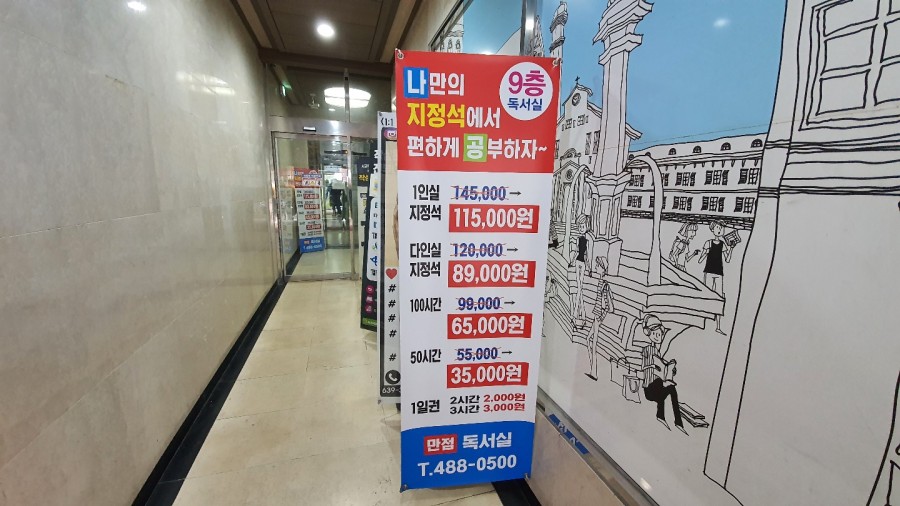 나만의
지정석에서
편하게 공부하자~
9층
독서실
1인실 145,000 →
지정석 115,000원
다인실 120,000 →
지정석 89,000원
100시간 99,000 →
65,000원
50시간 55,000 →
35,000원
1일권 2시간 2,000원
3시간 3,000원
만점 독서실
T.488-0500
#
#
#
#
#
639-